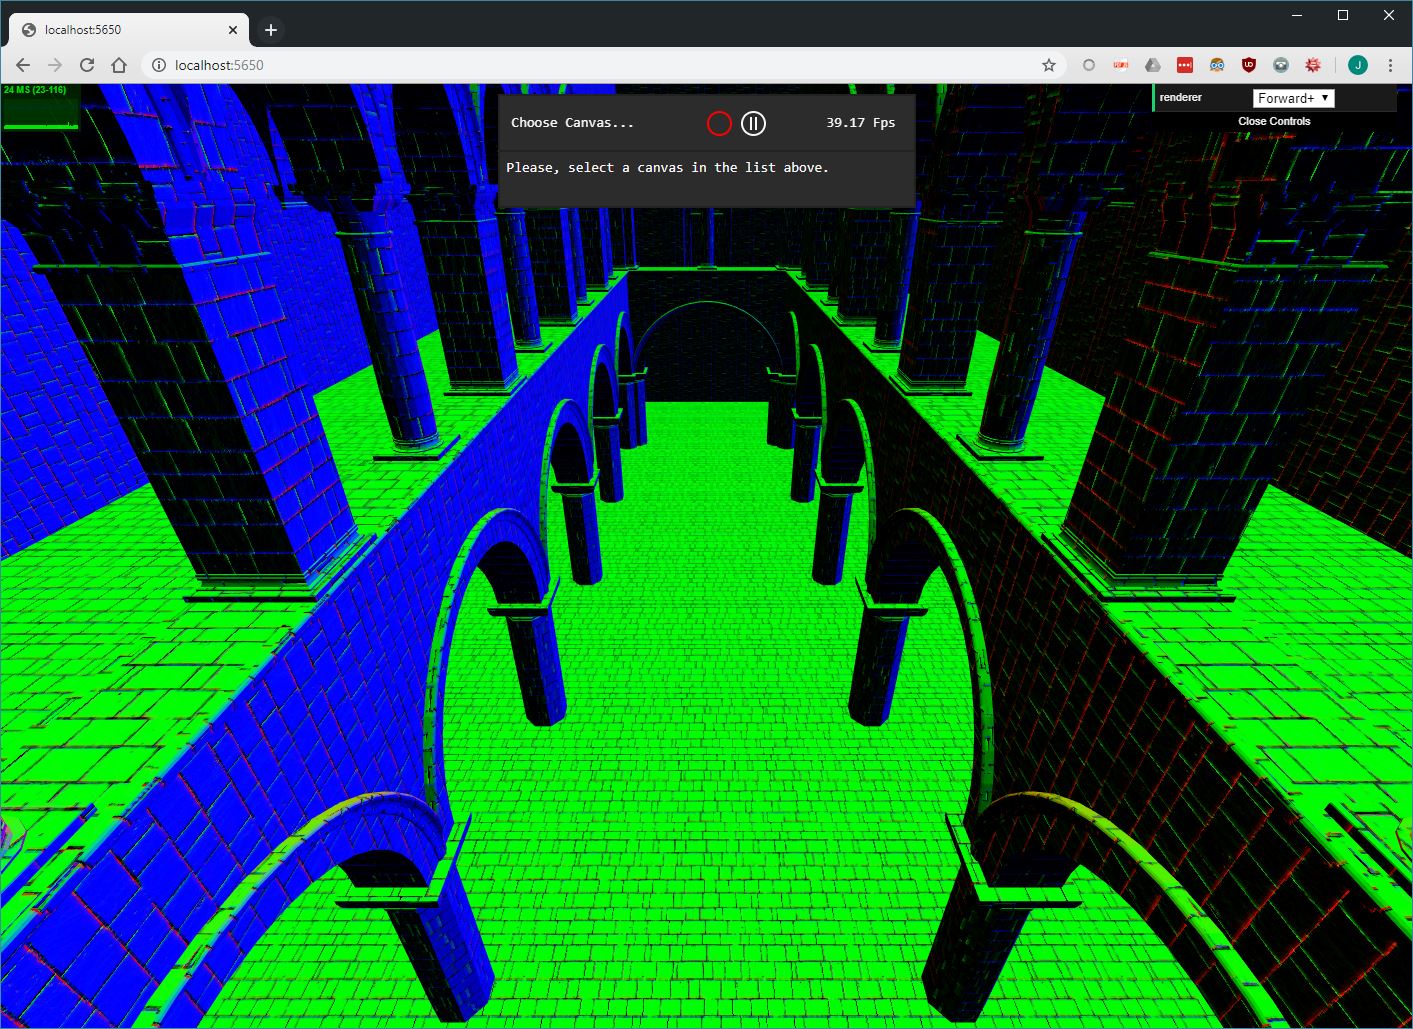 localhost:5650
localhost:5650
24 MS (23-116)
Choose Canvas...
39.17 Fps
Please, select a canvas in the list above.
renderer
Forward+
Close Controls